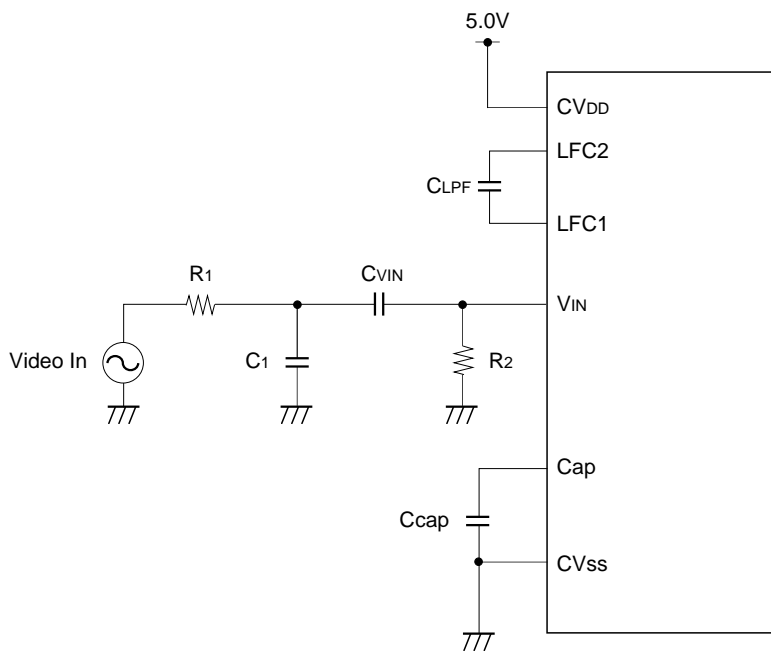 5.0V
CVDD
LFC2
CLPF
LFC1
R1
CVIN
VIN
Video In
C1
R2
Cap
Ccap
CVss